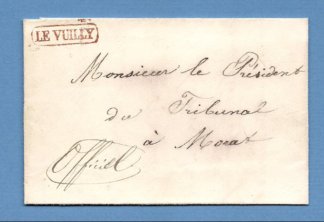 LE VUILLY
Monsieur le Président
du Tribunal
à Morat
Officiel